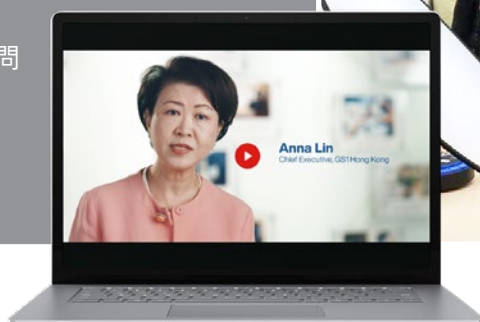 問
Anna Lin
Chief Executive, GS1 Hong Kong